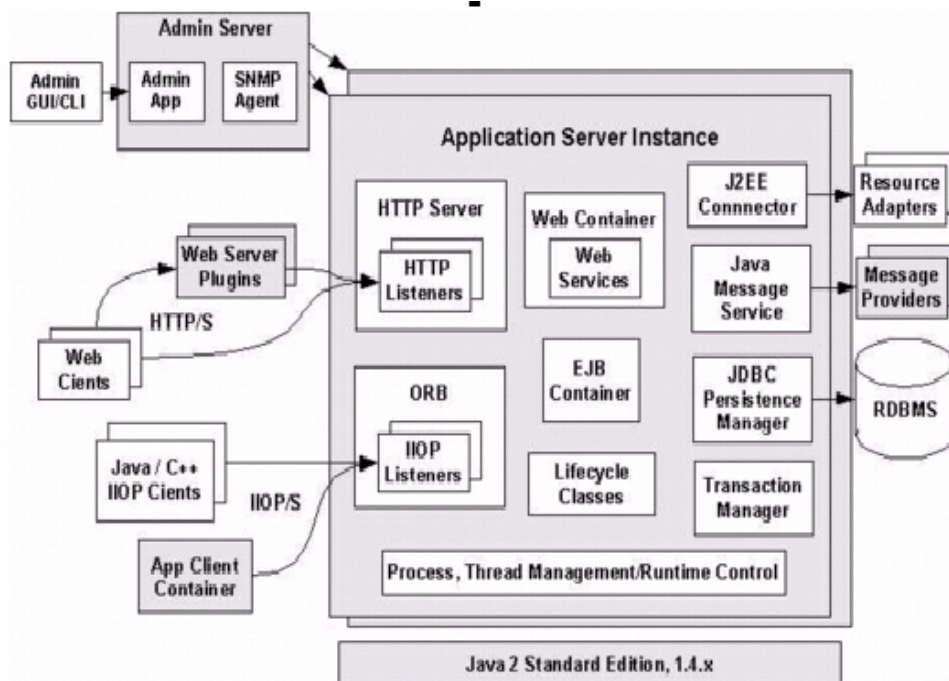 Admin Server
Admin
GUI/CLI
Admin
App
SNMP
Agent
Application Server Instance
HTTP Server
HTTP
Listeners
Web Container
Web
Services
J2EE
Connnector
Resource
Adapters
Web Server
Plugins
HTTP/S
Web
Cients
Java
Message
Service
Message
Providers
ORB
IIOP
Listeners
EJB
Container
JDBC
Persistence
Manager
RDBMS
Java / C++
IIOP Cients
IIOP/S
Lifecycle
Classes
Transaction
Manager
App Client
Container
Process, Thread Management/Runtime Control
Java 2 Standard Edition, 1.4.x